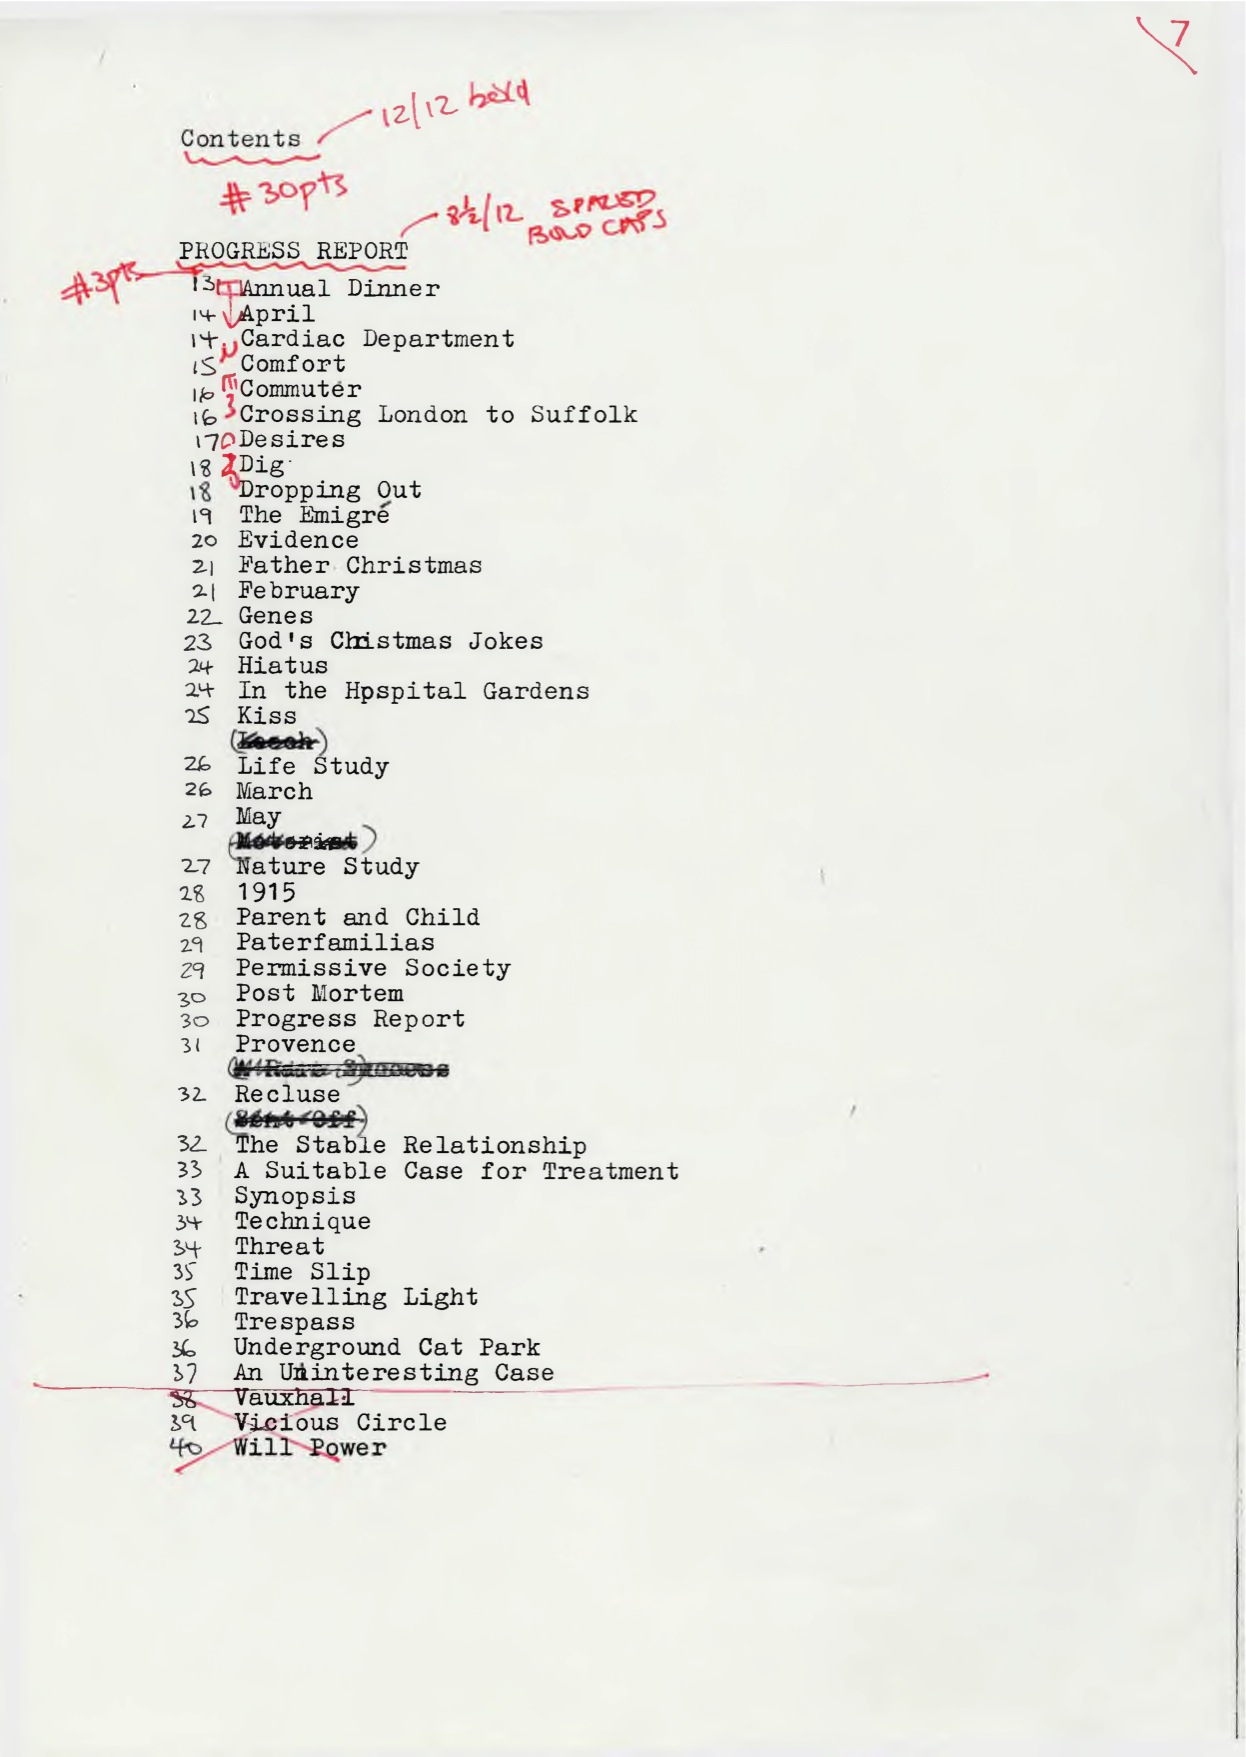 7
12/12 bold
Contents
# 30pts
8½/12 SPACED
BOLD CAPS
PROGRESS REPORT
#3pts
13 Annual Dinner
14 April
14 Cardiac Department
15 Comfort
16 Commuter
16 Crossing London to Suffolk
17 Desires
18 Dig
18 Dropping Out
19 The Emigré
20 Evidence
21 Father Christmas
21 February
22 Genes
23 God's Christmas Jokes
24 Hiatus
24 In the Hpspital Gardens
25 Kiss
26 Life Study
26 March
27 May
(Motorist)
27 Nature Study
28 1915
28 Parent and Child
29 Paterfamilias
29 Permissive Society
30 Post Mortem
30 Progress Report
31 Provence
32 Recluse
(Sent Off)
32 The Stable Relationship
33 A Suitable Case for Treatment
33 Synopsis
34 Technique
34 Threat
35 Time Slip
35 Travelling Light
36 Trespass
36 Underground Cat Park
37 An Uninteresting Case
38 Vauxhall
39 Vicious Circle
40 Will Power